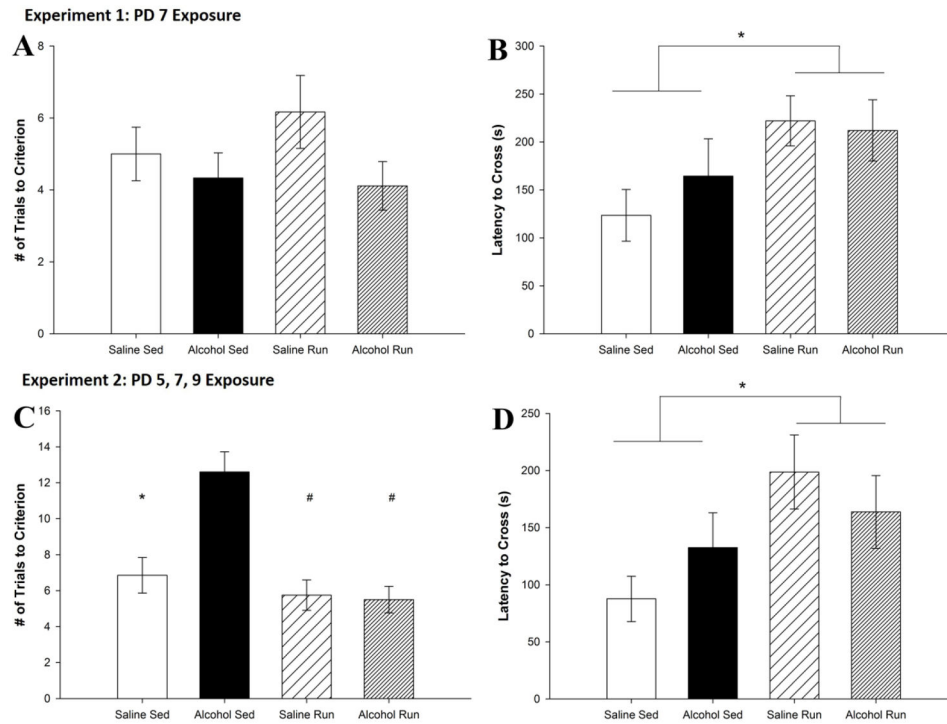 Experiment 1: PD 7 Exposure
A
8
6
4
2
0
# of Trials to Criterion
Saline Sed
Alcohol Sed
Saline Run
Alcohol Run
B
*
300
250
200
150
100
50
0
Latency to Cross (s)
Saline Sed
Alcohol Sed
Saline Run
Alcohol Run
Experiment 2: PD 5, 7, 9 Exposure
C
16
14
12
10
8
6
4
2
0
# of Trials to Criterion
*
#
#
Saline Sed
Alcohol Sed
Saline Run
Alcohol Run
D
*
250
200
150
100
50
0
Latency to Cross (s)
Saline Sed
Alcohol Sed
Saline Run
Alcohol Run